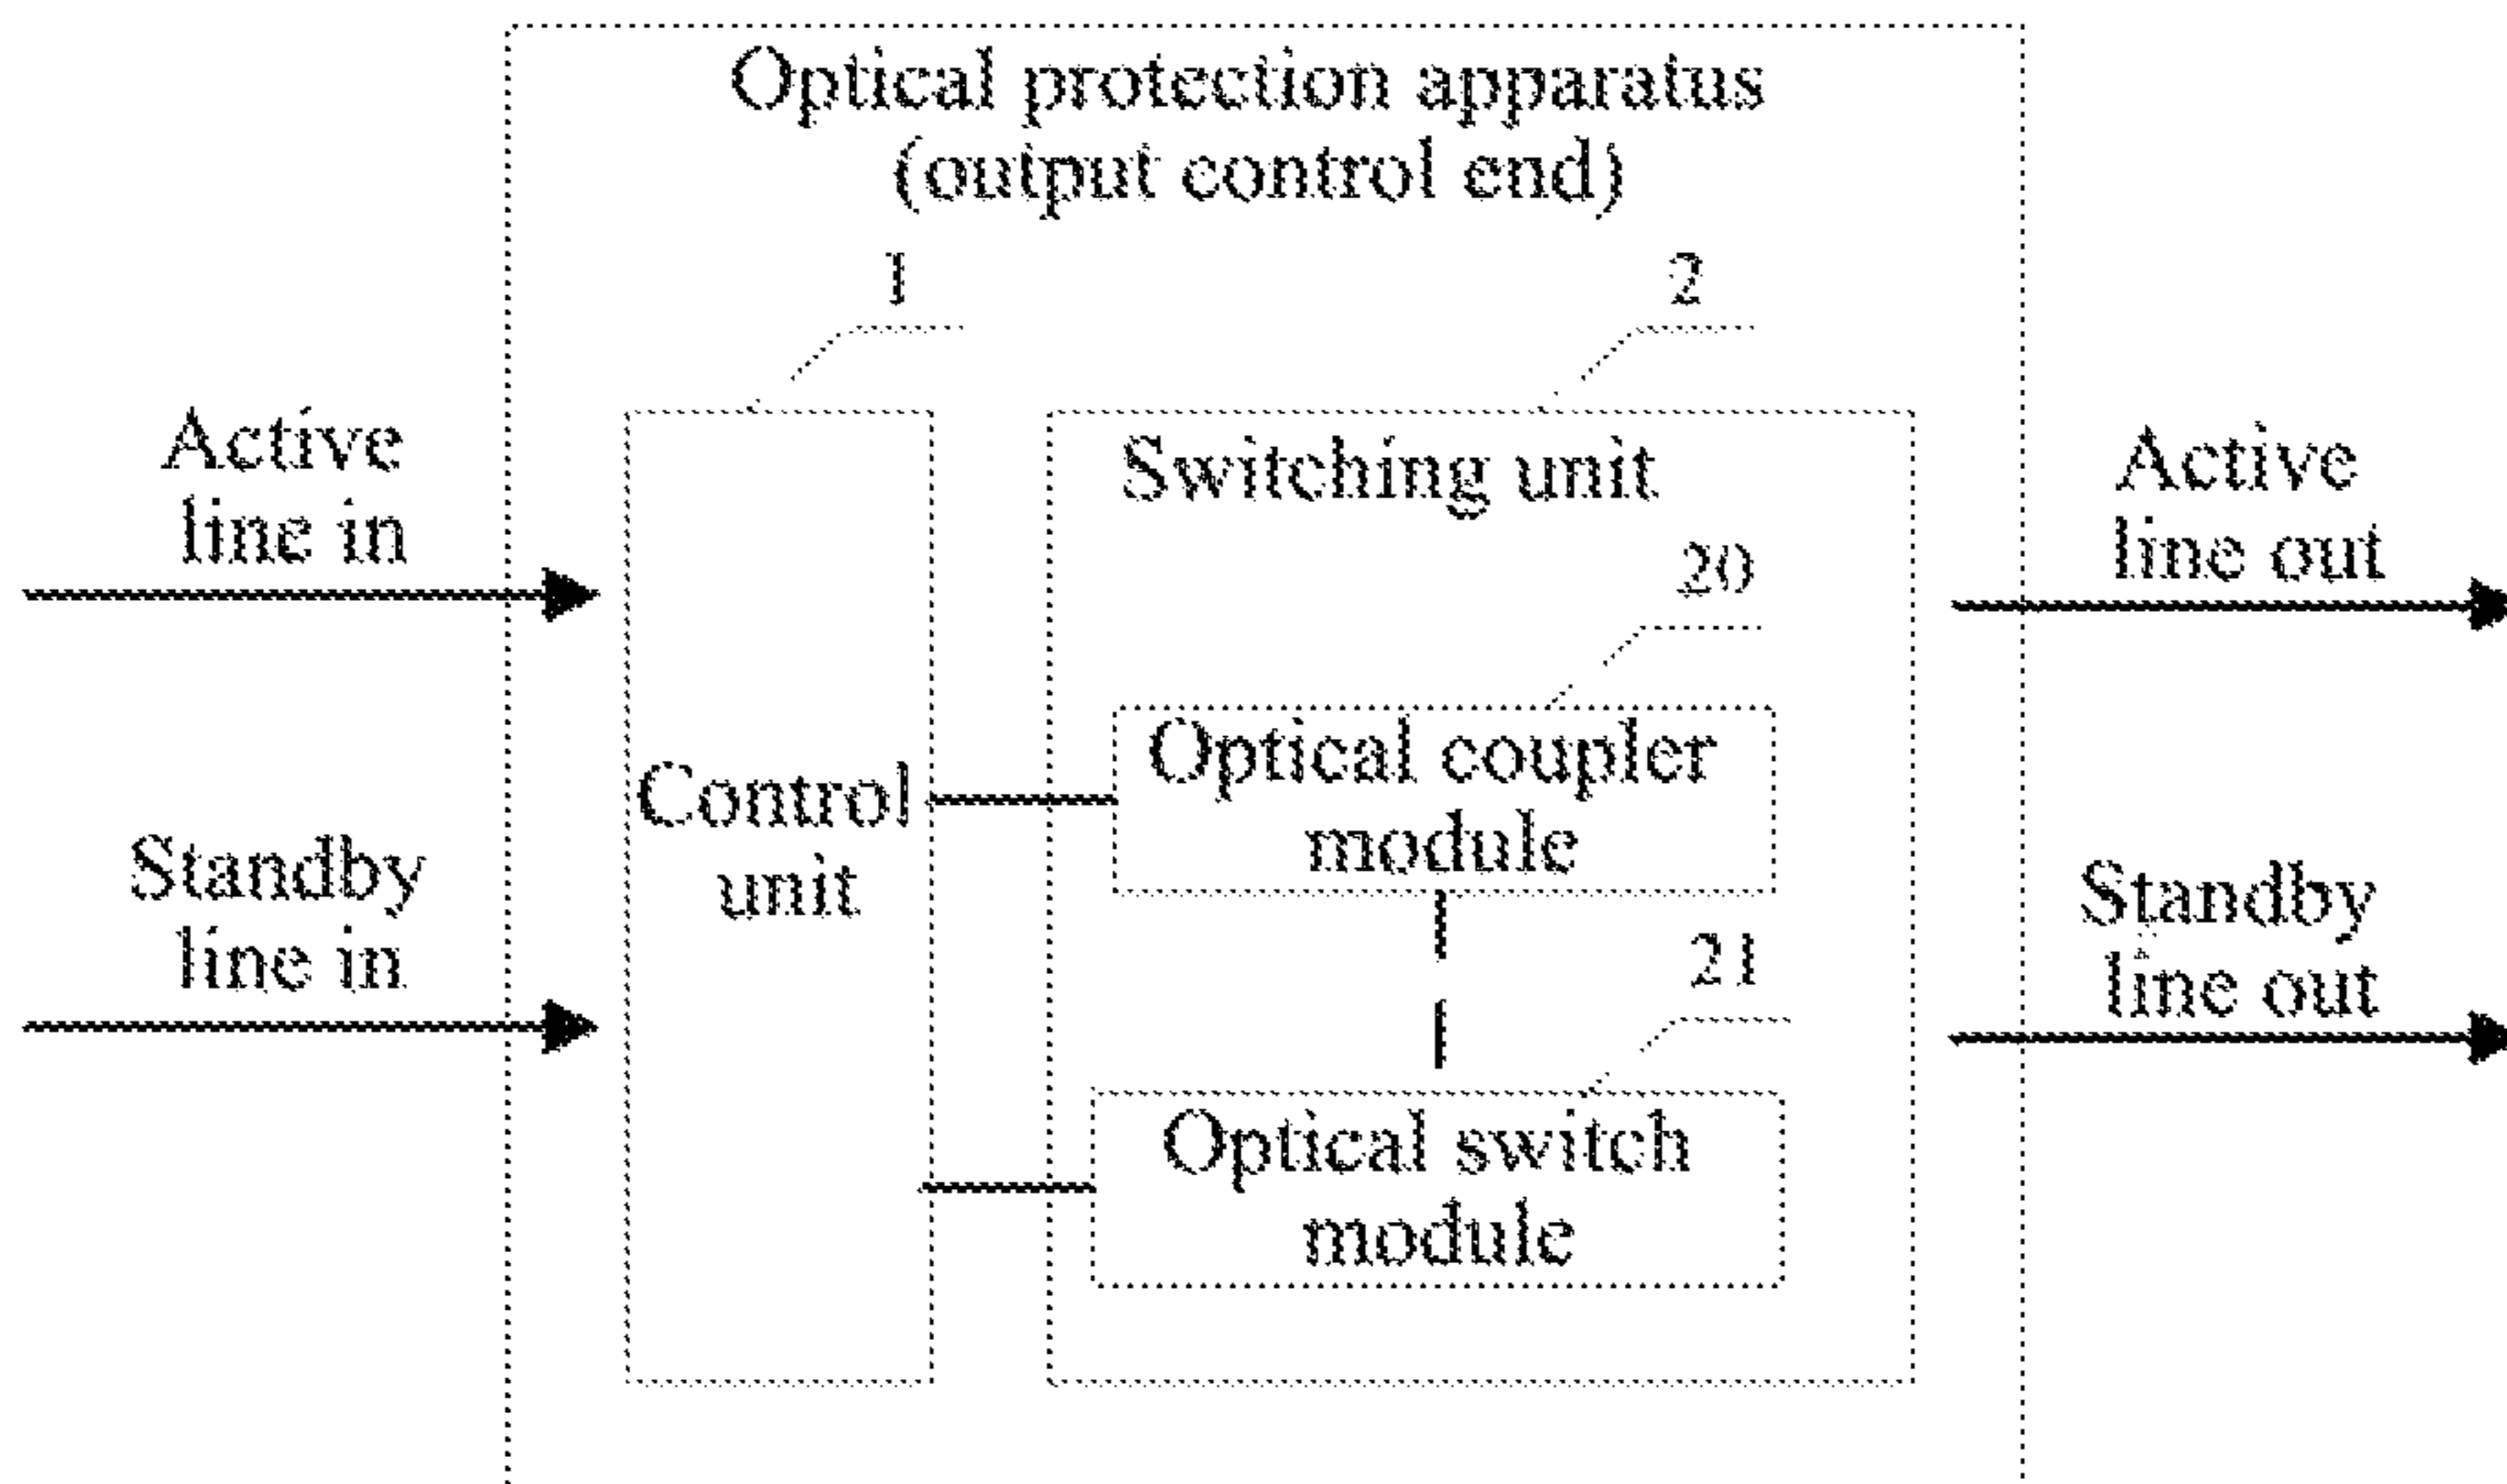 Optical protection apparatus
(output control end)
1
2
Active
line in
Switching unit
Active
line out
20
Optical coupler
module
Control
unit
Standby
line in
21
Standby
line out
Optical switch
module